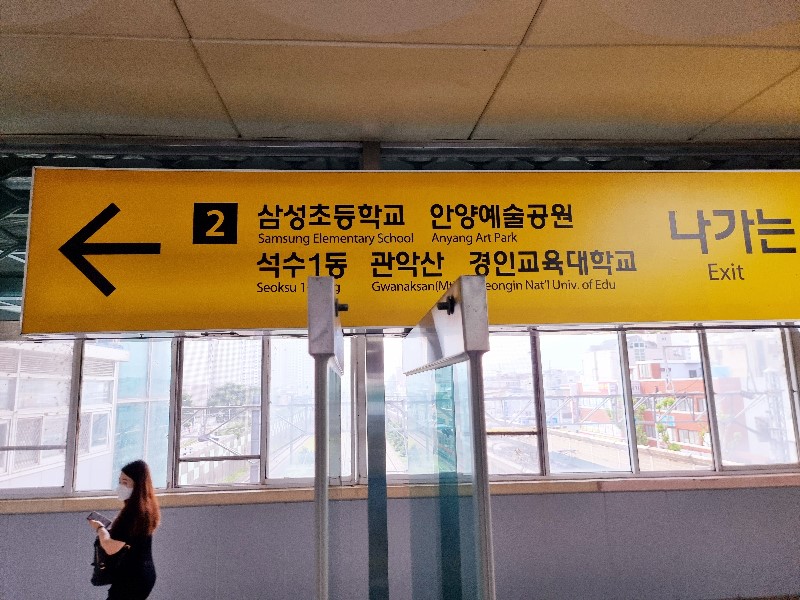 2 삼성초등학교 안양예술공원
Samsung Elementary School Anyang Art Park
석수1동 관악산 경인교육대학교
Seoksu Gwanaksan Nat'l Univ. of Edu
나가는
Exit